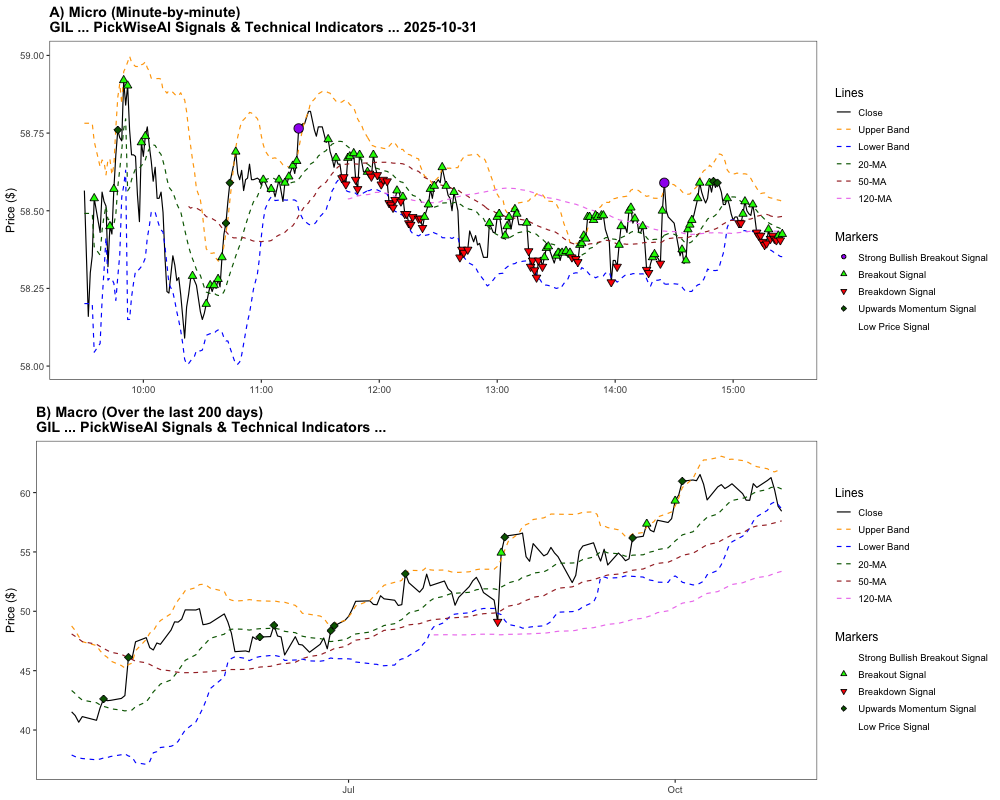 A) Micro (Minute-by-minute)
GIL ... PickWiseAI Signals & Technical Indicators ... 2025-10-31
Price ($)
59.00
58.75
58.50
58.25
58.00
10:00 11:00 12:00 13:00 14:00 15:00
Lines
Close
Upper Band
Lower Band
20-MA
50-MA
120-MA
Markers
Strong Bullish Breakout Signal
Breakout Signal
Breakdown Signal
Upwards Momentum Signal
Low Price Signal
B) Macro (Over the last 200 days)
GIL ... PickWiseAI Signals & Technical Indicators ...
Price ($)
60
55
50
45
40
Jul Oct
Lines
Close
Upper Band
Lower Band
20-MA
50-MA
120-MA
Markers
Strong Bullish Breakout Signal
Breakout Signal
Breakdown Signal
Upwards Momentum Signal
Low Price Signal